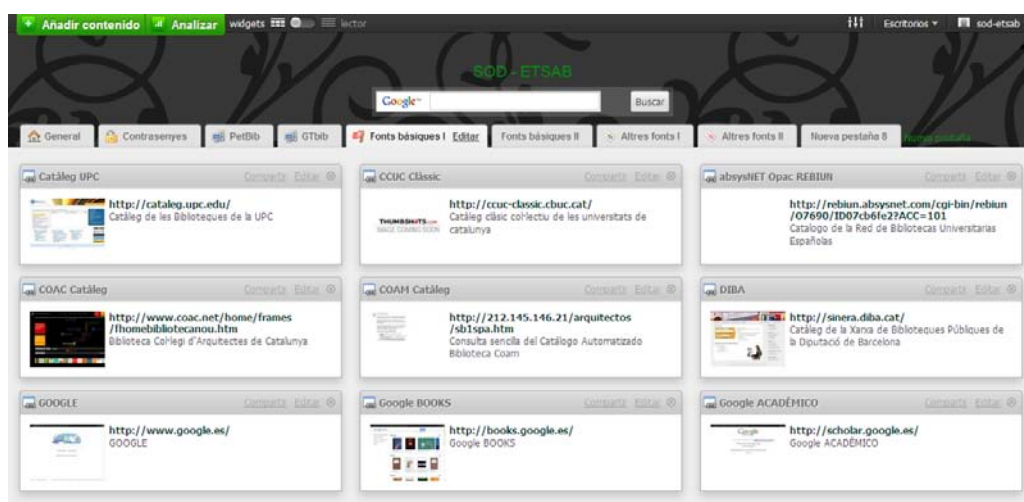 Añadir contenido Analizar widgets lector Escritorios sod-etsab
SOD - ETSAB
Google Buscar
General Contrasenyes PetBib GTbib Fonts bàsiques I Editar Fonts bàsiques II Altres fonts I Altres fonts II Nueva pestaña 8 Nueva pestaña
Catàleg UPC Compartir Editar
http://cataleg.upc.edu/
Catàleg de les Biblioteques de la UPC
CCUC Clàssic Compartir Editar
THUMBSHOTS.com
IMAGE COMING SOON
http://ccuc-classic.cbuc.cat/
Catàleg clàsic col·lectiu de les universitats de
catalunya
absysNET Opac REBIUN Compartir Editar
http://rebiun.absysnet.com/cgi-bin/rebiun
/O7690/ID07cb6fe2?ACC=101
Catalogo de la Red de Bibliotecas Universitarias
Españolas
COAC Catàleg Compartir Editar
http://www.coac.net/home/frames
/fhomebibliotecanou.htm
Biblioteca Col·legi d'Arquitectes de Catalunya
COAM Catàleg Compartir Editar
http://212.145.146.21/arquitectos
/sb1spa.htm
Consulta sencilla del Catálogo Automatizado
Biblioteca Coam
DIBA Compartir Editar
http://sinera.diba.cat/
Catàleg de la Xarxa de Biblioteques Públiques de
la Diputació de Barcelona
GOOGLE Compartir Editar
http://www.google.es/
GOOGLE
Google BOOKS Compartir Editar
http://books.google.es/
Google BOOKS
Google ACADÉMICO Compartir Editar
Google
http://scholar.google.es/
Google ACADÉMICO